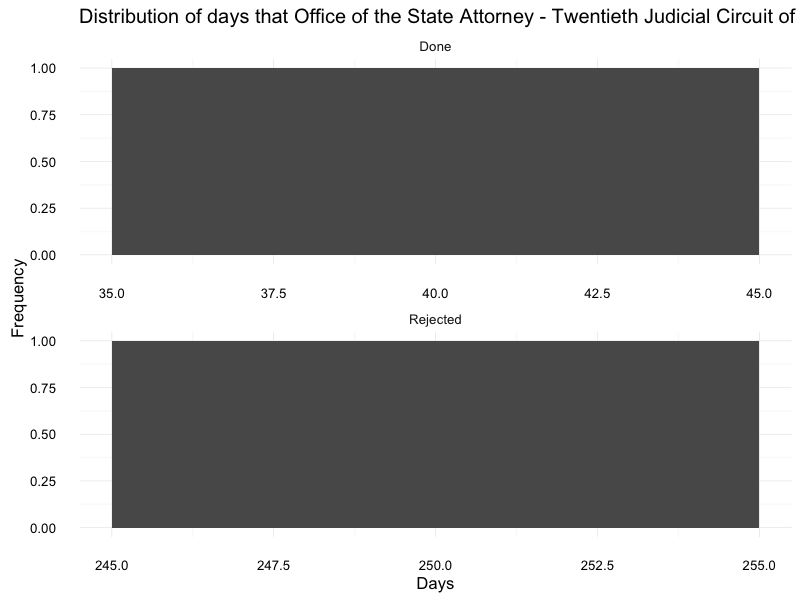 Distribution of days that Office of the State Attorney - Twentieth Judicial Circuit of
Done
1.00
0.75
0.50
0.25
0.00
35.0 37.5 40.0 42.5 45.0
Frequency
Rejected
1.00
0.75
0.50
0.25
0.00
245.0 247.5 250.0 252.5 255.0
Days